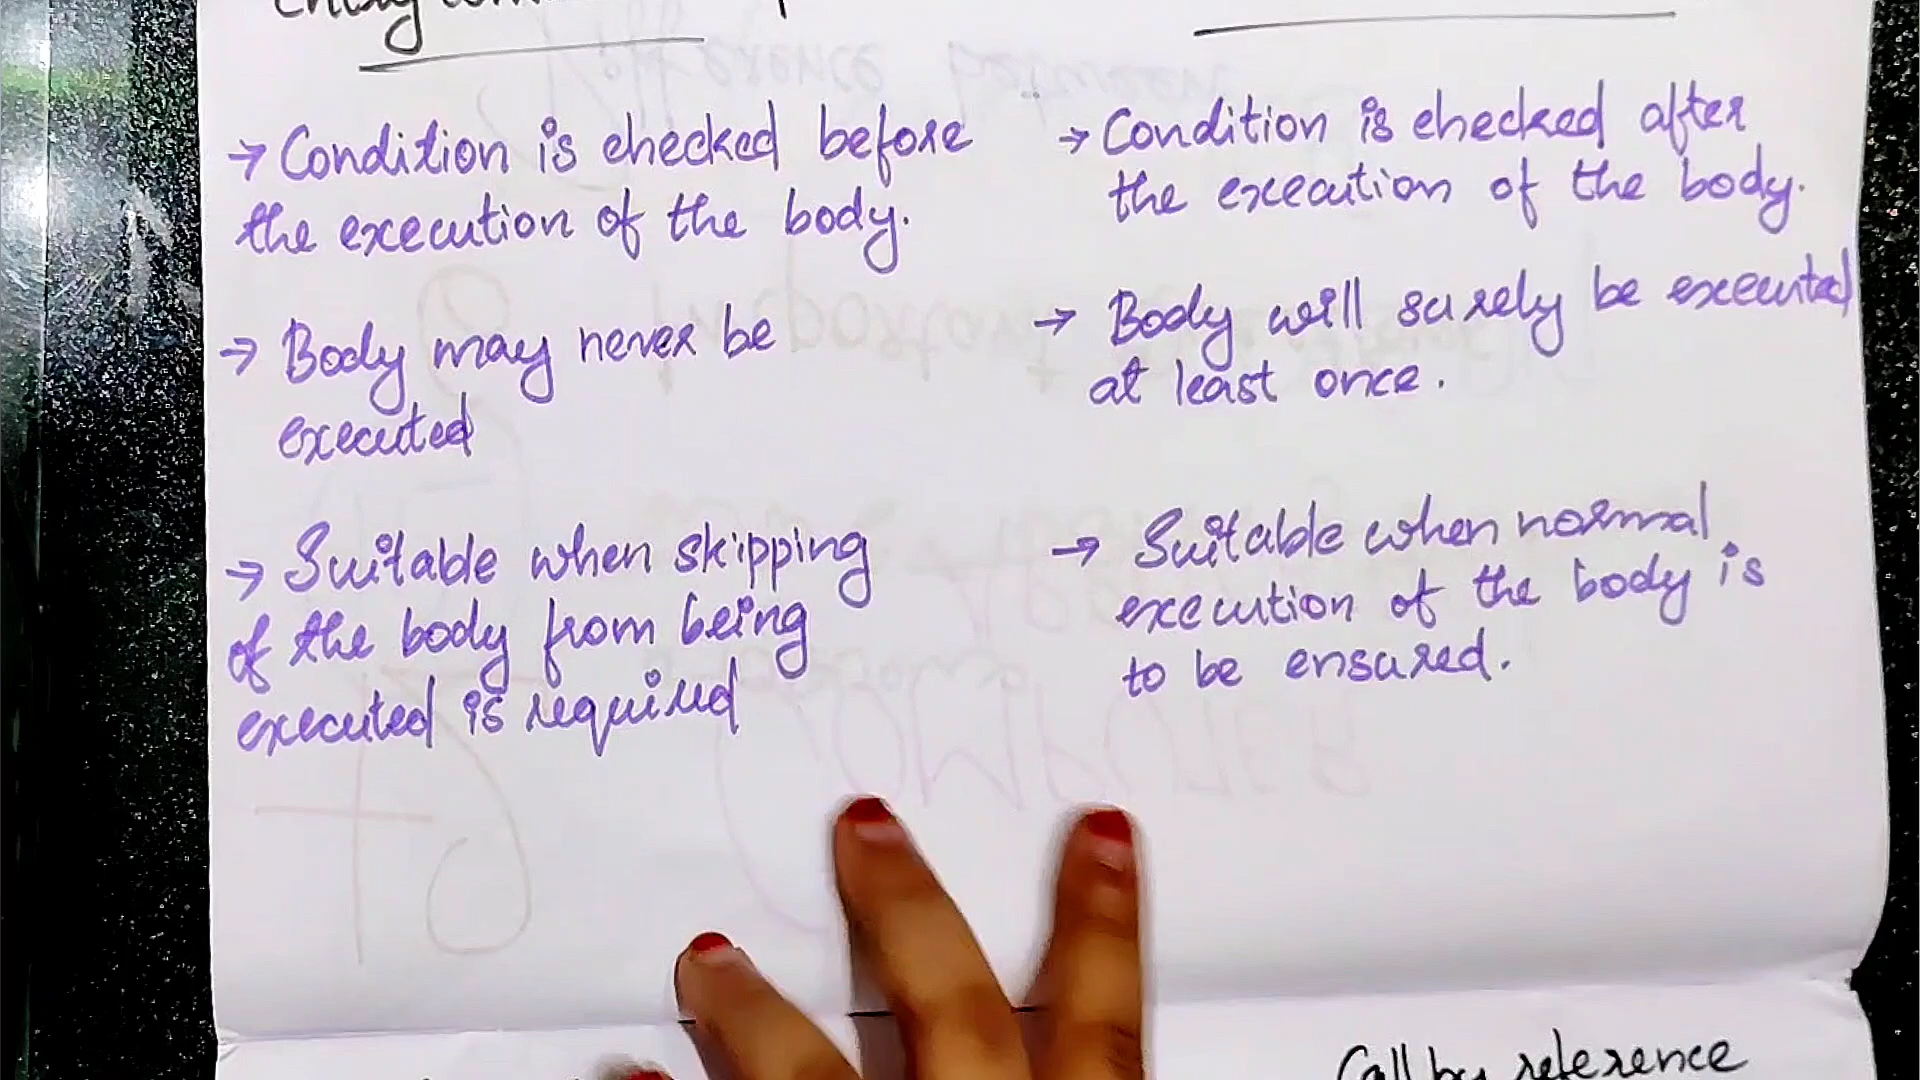 → Condition is checked before
the execution of the body.
→ Body may never be
executed
→ Suitable when skipping
of the body from being
executed is required
→ Condition is checked after
the execution of the body.
→ Body will surely be executed
at least once.
→ Suitable when normal
execution of the body is
to be ensured.
Call by reference